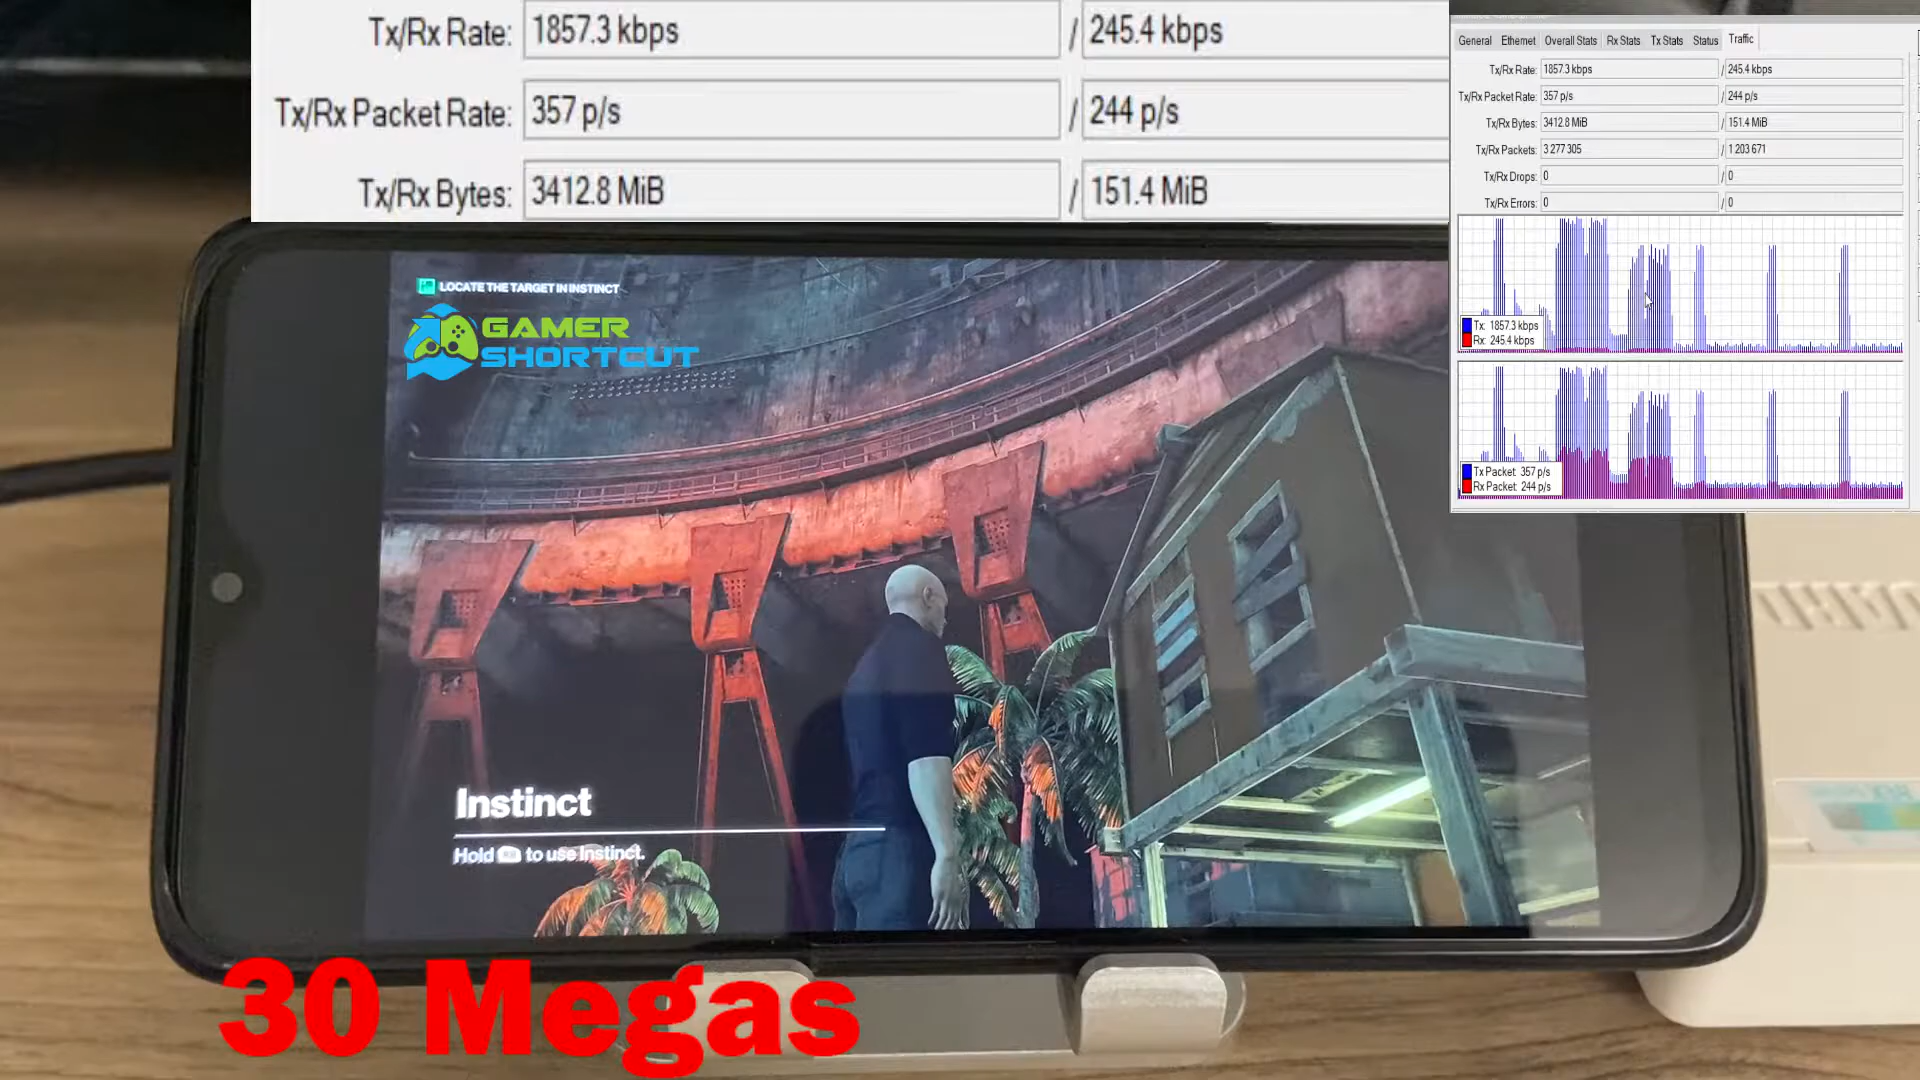 Tx/Rx Rate: 1857.3 kbps / 245.4 kbps
Tx/Rx Packet Rate: 357 p/s / 244 p/s
Tx/Rx Bytes: 3412.8 MiB / 151.4 MiB
General Ethernet Overall Stats Rx Stats Tx Stats Status Traffic
Tx/Rx Rate: 1857.3 kbps / 245.4 kbps
Tx/Rx Packet Rate: 357 p/s / 244 p/s
Tx/Rx Bytes: 3412.8 MiB / 151.4 MiB
Tx/Rx Packets: 3 277 305 / 1 203 671
Tx/Rx Drops: 0 / 0
Tx/Rx Errors: 0 / 0
Tx: 1857.3 kbps
Rx: 245.4 kbps
Tx Packet: 357 p/s
Rx Packet: 244 p/s
LOCATE THE TARGET IN INSTINCT
GAMER
SHORTCUT
Instinct
Hold to use Instinct.
30 Megas